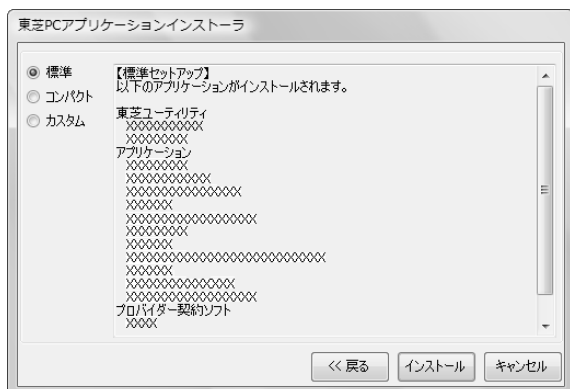 東芝PCアプリケーションインストーラ
標準
コンパクト
カスタム
【標準セットアップ】
以下のアプリケーションがインストールされます。
東芝ユーティリティ
XXXXXXXXXXX
XXXXXXXX
アプリケーション
XXXXXXXX
XXXXXXXXXXX
XXXXXXXXXXXXXXX
XXXXXX
XXXXXXXXXXXXXXXXX
XXXXXXXX
XXXXXX
XXXXXXXXXXXXXXXXXXXXXXXXXX
XXXXXX
XXXXXXXXXXXXXX
XXXXXXXXXXXXXXXXX
プロバイダー契約ソフト
XXXX
<< 戻る
インストール
キャンセル